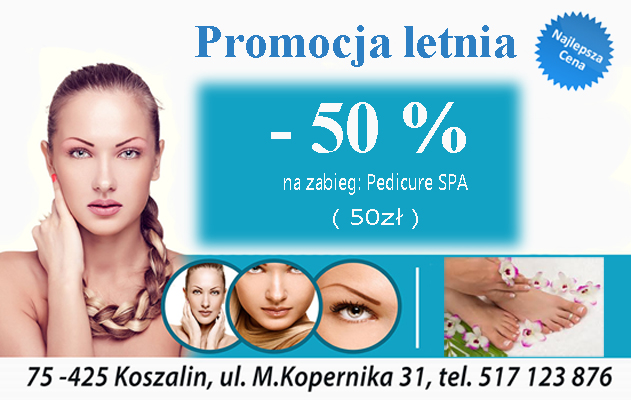 Promocja letnia
Najlepsza
Cena
- 50 %
na zabieg: Pedicure SPA
( 50zł )
75 -425 Koszalin, ul. M.Kopernika 31, tel. 517 123 876